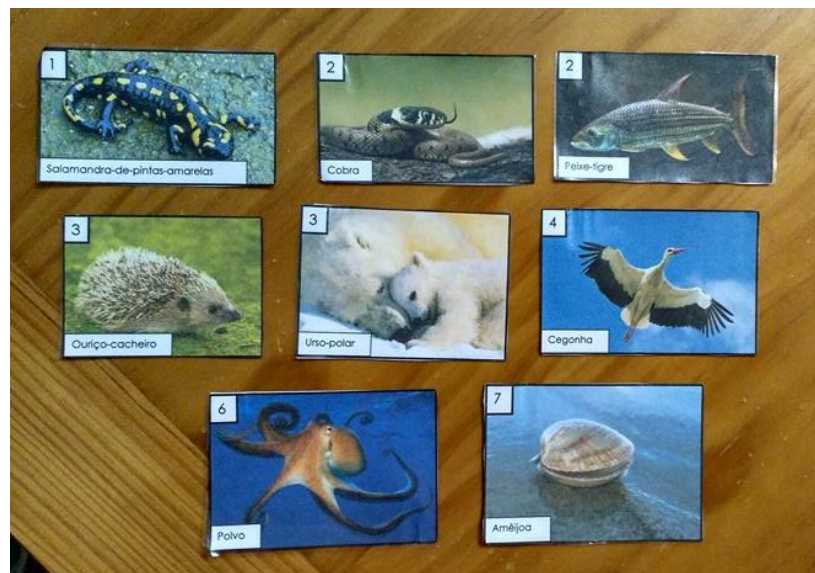 1
Salamandra-de-pintas-amarelas
2
Cobra
2
Peixe-tigre
3
Ouriço-cacheiro
3
Urso-polar
4
Cegonha
6
Polvo
7
Amêijoa